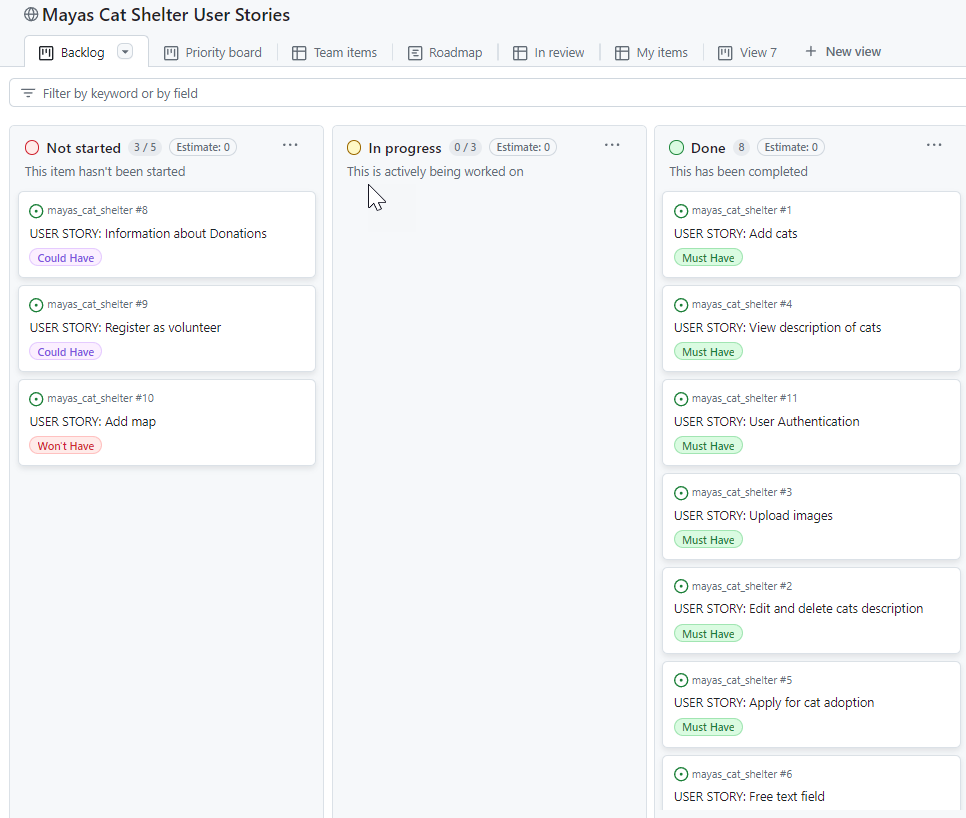 Mayas Cat Shelter User Stories
Backlog
Priority board
Team items
Roadmap
In review
My items
View 7
New view
Filter by keyword or by field
Not started 3 / 5 Estimate: 0
This item hasn't been started
mayas_cat_shelter #8
USER STORY: Information about Donations
Could Have
mayas_cat_shelter #9
USER STORY: Register as volunteer
Could Have
mayas_cat_shelter #10
USER STORY: Add map
Won't Have
In progress 0 / 3 Estimate: 0
This is actively being worked on
Done 8 Estimate: 0
This has been completed
mayas_cat_shelter #1
USER STORY: Add cats
Must Have
mayas_cat_shelter #4
USER STORY: View description of cats
Must Have
mayas_cat_shelter #11
USER STORY: User Authentication
Must Have
mayas_cat_shelter #3
USER STORY: Upload images
Must Have
mayas_cat_shelter #2
USER STORY: Edit and delete cats description
Must Have
mayas_cat_shelter #5
USER STORY: Apply for cat adoption
Must Have
mayas_cat_shelter #6
USER STORY: Free text field